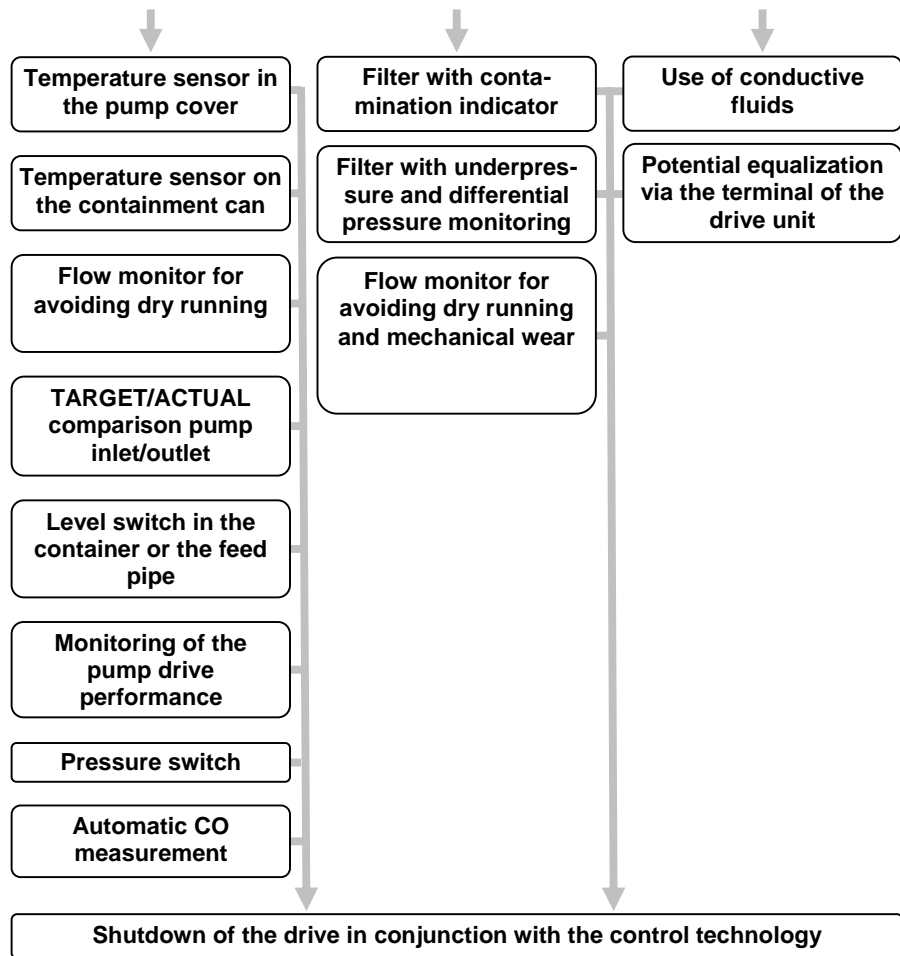 Temperature sensor in
the pump cover
Temperature sensor on
the containment can
Flow monitor for
avoiding dry running
TARGET/ACTUAL
comparison pump
inlet/outlet
Level switch in the
container or the feed
pipe
Monitoring of the
pump drive
performance
Pressure switch
Automatic CO
measurement
Filter with conta-
mination indicator
Filter with underpres-
sure and differential
pressure monitoring
Flow monitor for
avoiding dry running
and mechanical wear
Use of conductive
fluids
Potential equalization
via the terminal of the
drive unit
Shutdown of the drive in conjunction with the control technology